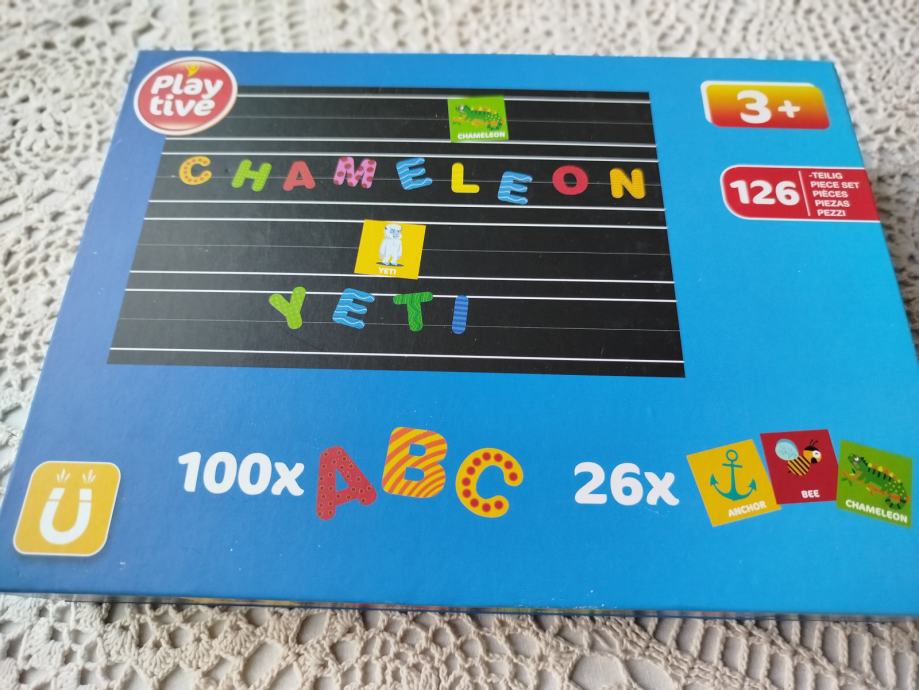 Play
tive
CHAMELEON
CHAMELEON
YETI
YETI
3+
126
-TEILIG
PIECE SET
PIÈCES
PIEZAS
PEZZI
100x ABC
26x
ANCHOR
BEE
CHAMELEON